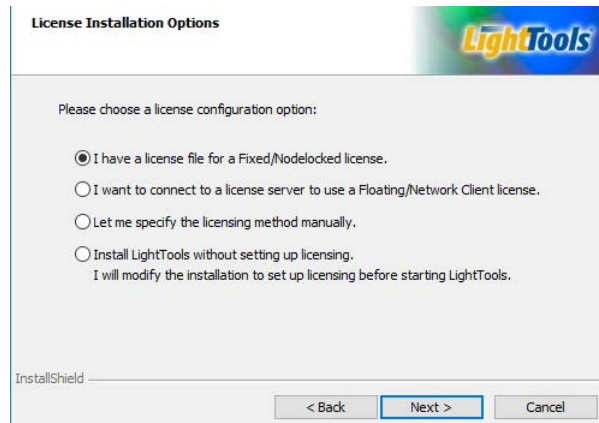 License Installation Options
LightTools
Please choose a license configuration option:
I have a license file for a Fixed/Nodelocked license.
I want to connect to a license server to use a Floating/Network Client license.
Let me specify the licensing method manually.
Install LightTools without setting up licensing.
I will modify the installation to set up licensing before starting LightTools.
InstallShield
< Back Next > Cancel